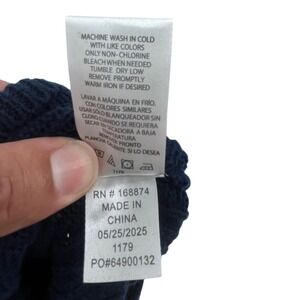 MACHINE WASH IN COLD
WITH LIKE COLORS
ONLY NON-CHLORINE
BLEACH WHEN NEEDED
TUMBLE DRY LOW
REMOVE PROMPTLY
WARM IRON IF DESIRED
LAVAR A MÁQUINA EN FRÍO.
CON COLORES SIMILARES
USAR SÓLO BLANQUEADOR SIN
CLORO CUANDO SE REQUIERA
SECAR EN SECADORA A BAJA
TEMPERATURA
PRONTO
PLANCHA CALIENTE SI LO DESEA
1179
RN # 168874
MADE IN
CHINA
05/25/2025
1179
PO#64900132